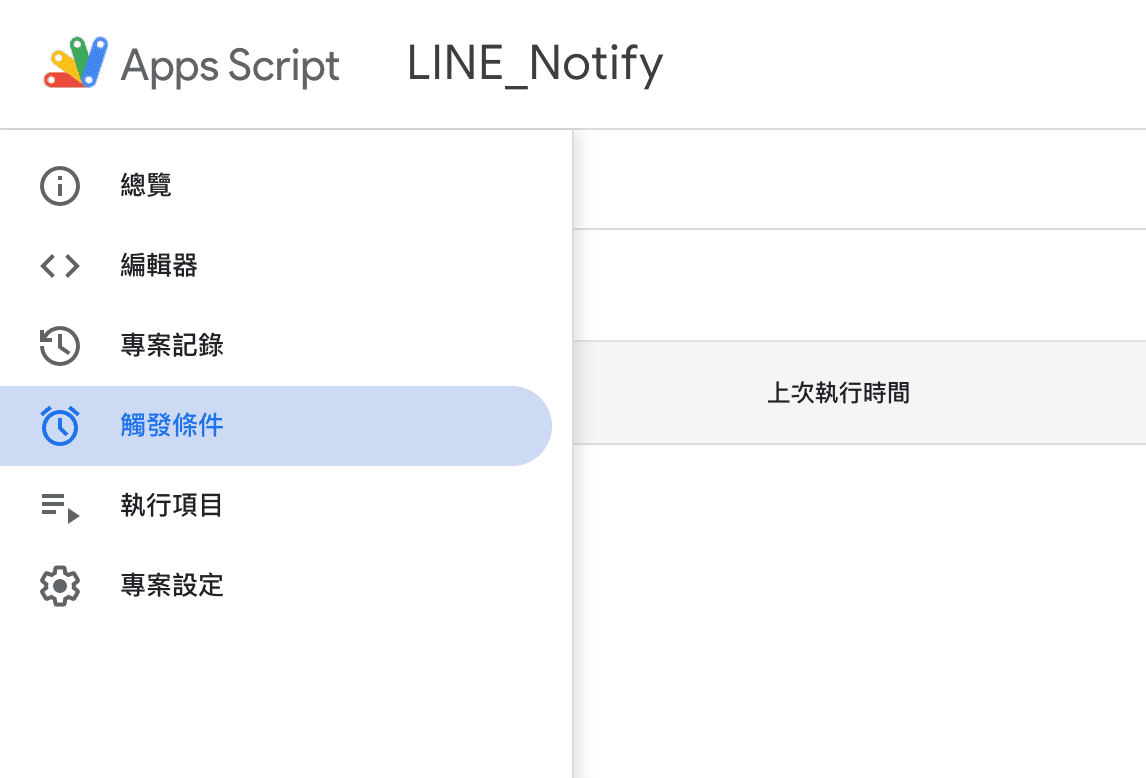 Apps Script LINE_Notify
總覽
編輯器
專案記錄
觸發條件
上次執行時間
執行項目
專案設定